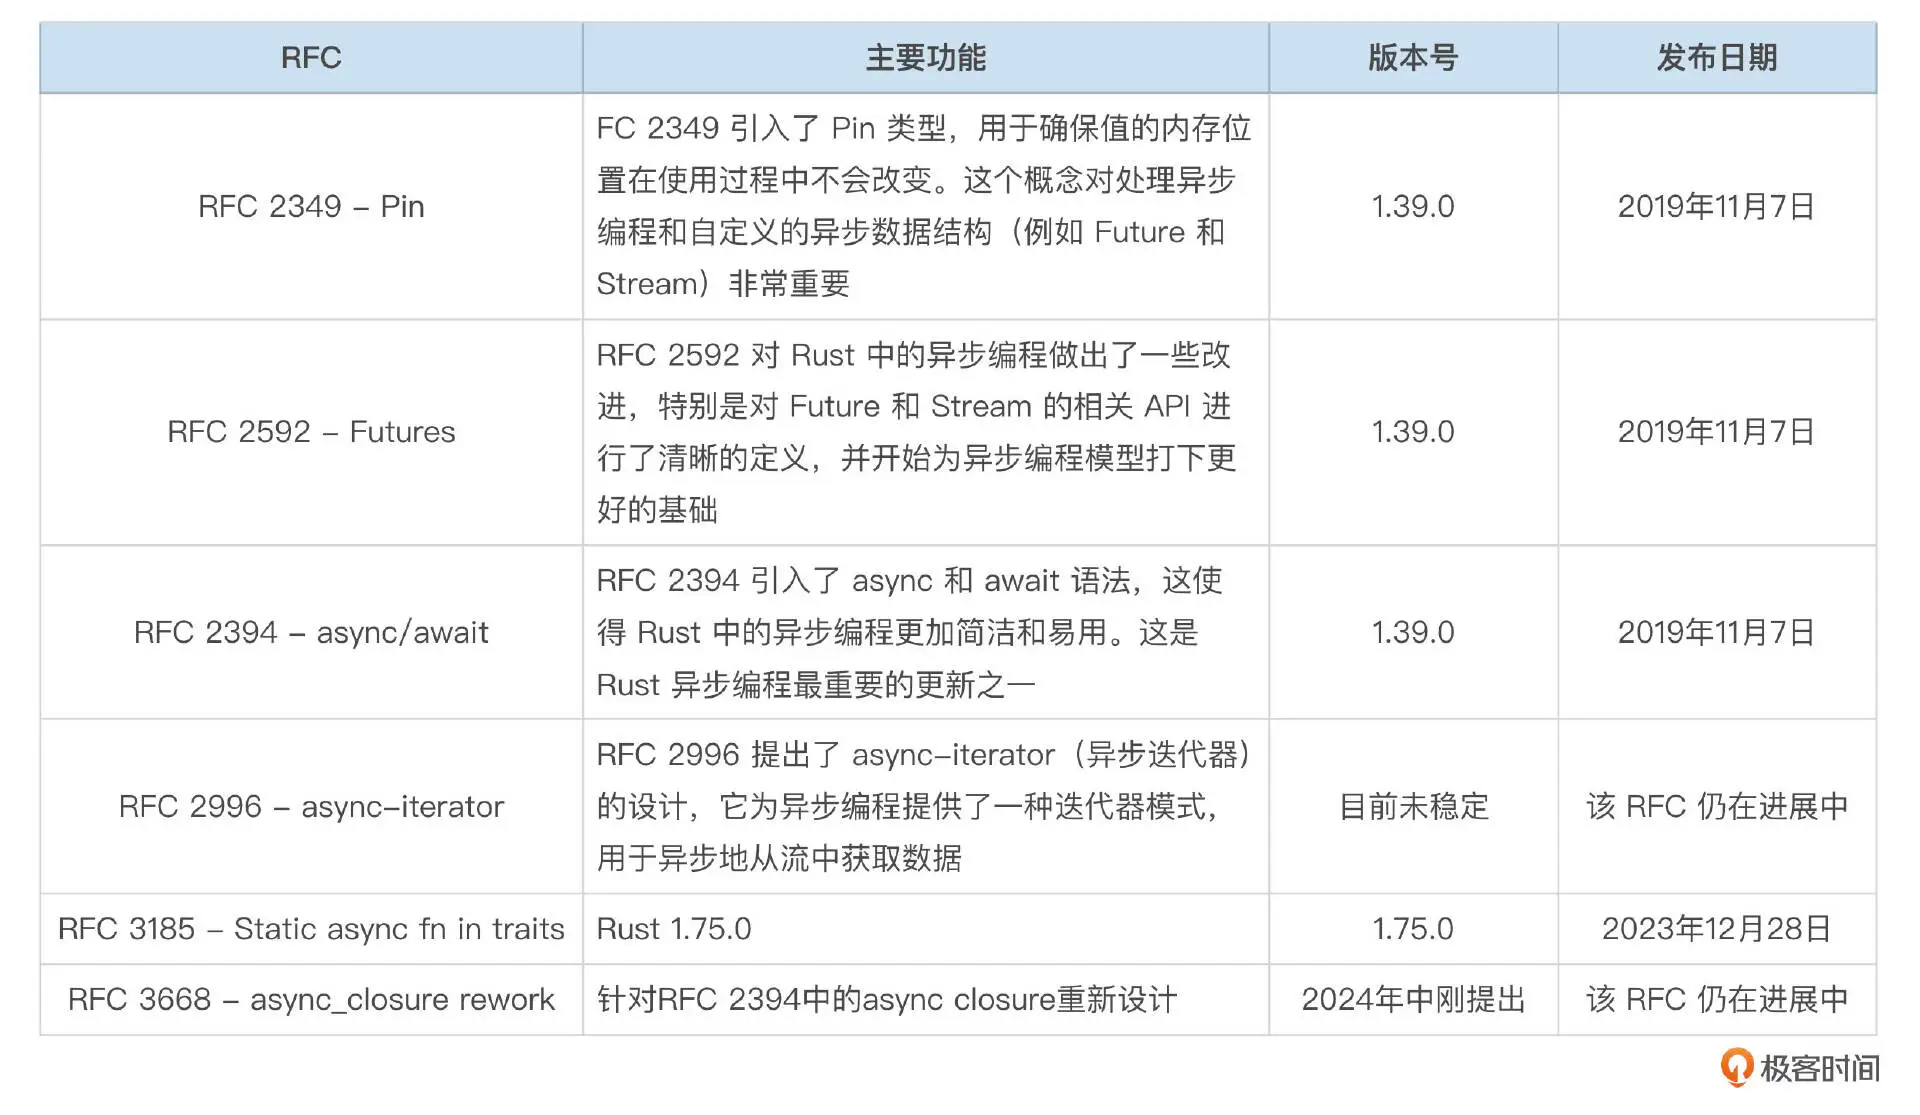 RFC 主要功能 版本号 发布日期
FC 2349 引入了 Pin 类型，用于确保值的内存位
置在使用过程中不会改变。这个概念对处理异步
RFC 2349 – Pin 1.39.0 2019年11月7日
编程和自定义的异步数据结构（例如 Future 和
Stream）非常重要
RFC 2592 对 Rust 中的异步编程做出了一些改
进，特别是对 Future 和 Stream 的相关 API 进
RFC 2592 – Futures 1.39.0 2019年11月7日
行了清晰的定义，并开始为异步编程模型打下更
好的基础
RFC 2394 引入了 async 和 await 语法，这使
RFC 2394 – async/await 得 Rust 中的异步编程更加简洁和易用。这是 1.39.0 2019年11月7日
Rust 异步编程最重要的更新之一
RFC 2996 提出了 async–iterator（异步迭代器）
RFC 2996 – async-iterator 的设计，它为异步编程提供了一种迭代器模式， 目前未稳定 该 RFC 仍在进展中
用于异步地从流中获取数据
RFC 3185 – Static async fn in traits Rust 1.75.0 1.75.0 2023年12月28日
RFC 3668 – async_closure rework 针对RFC 2394中的async closure重新设计 2024年中刚提出 该 RFC 仍在进展中
极客时间